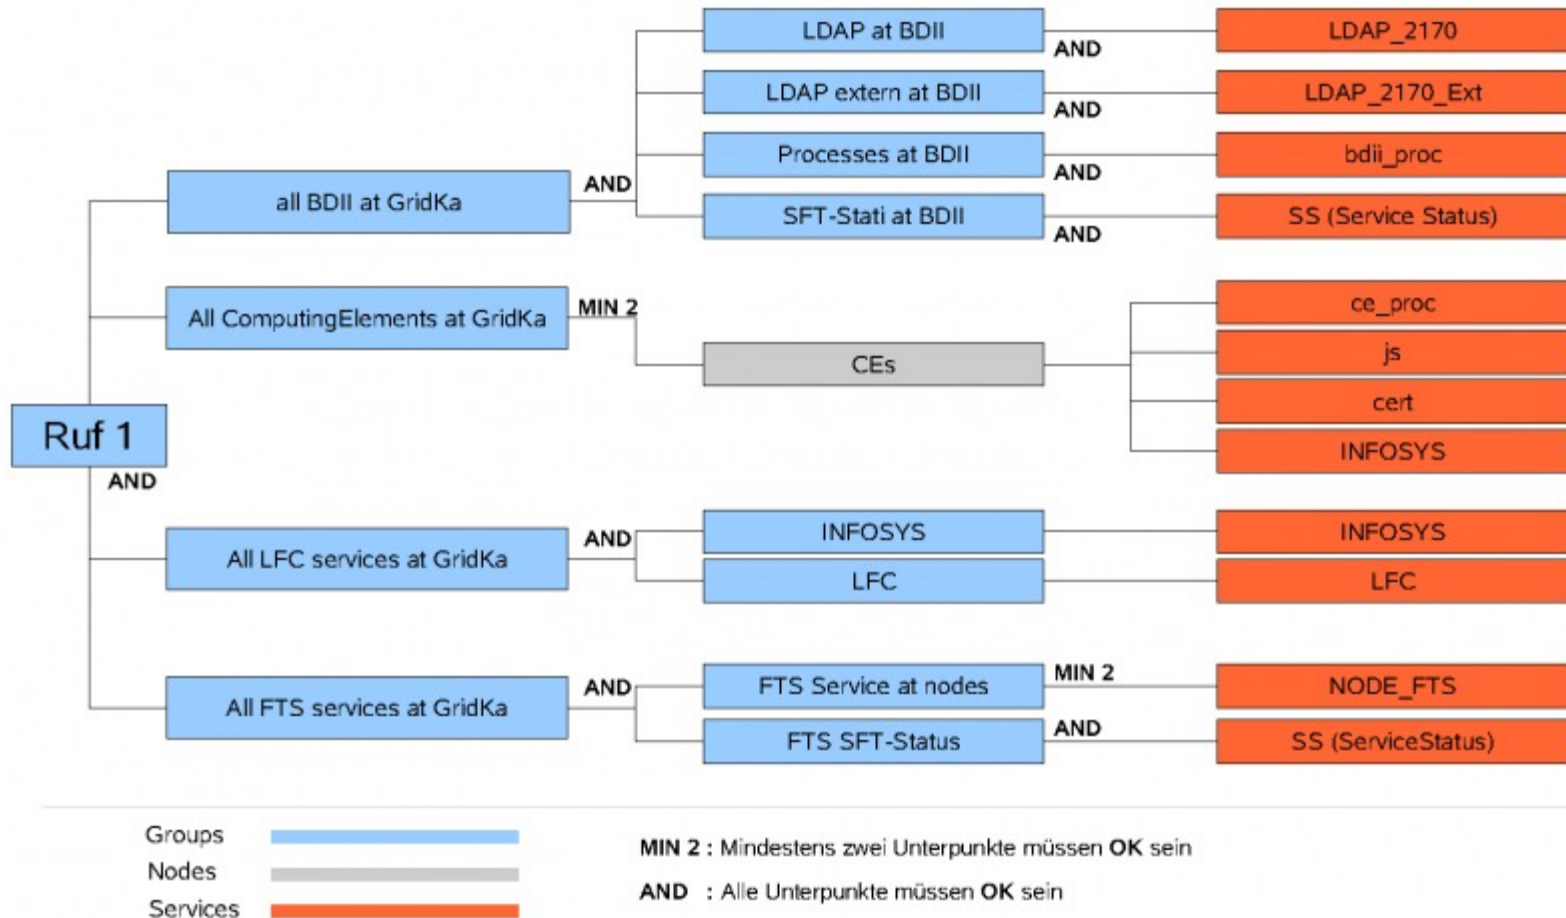 LDAP at BDII
AND
LDAP_2170
LDAP extern at BDII
AND
LDAP_2170_Ext
Processes at BDII
AND
bdii_proc
all BDII at GridKa
AND
SFT-Stati at BDII
AND
SS (Service Status)
All ComputingElements at GridKa
MIN 2
CEs
ce_proc
js
cert
INFOSYS
Ruf 1
AND
All LFC services at GridKa
AND
INFOSYS
INFOSYS
LFC
LFC
All FTS services at GridKa
AND
FTS Service at nodes
MIN 2
NODE_FTS
FTS SFT-Status
AND
SS (ServiceStatus)
Groups
Nodes
Services
MIN 2 : Mindestens zwei Unterpunkte müssen OK sein
AND : Alle Unterpunkte müssen OK sein